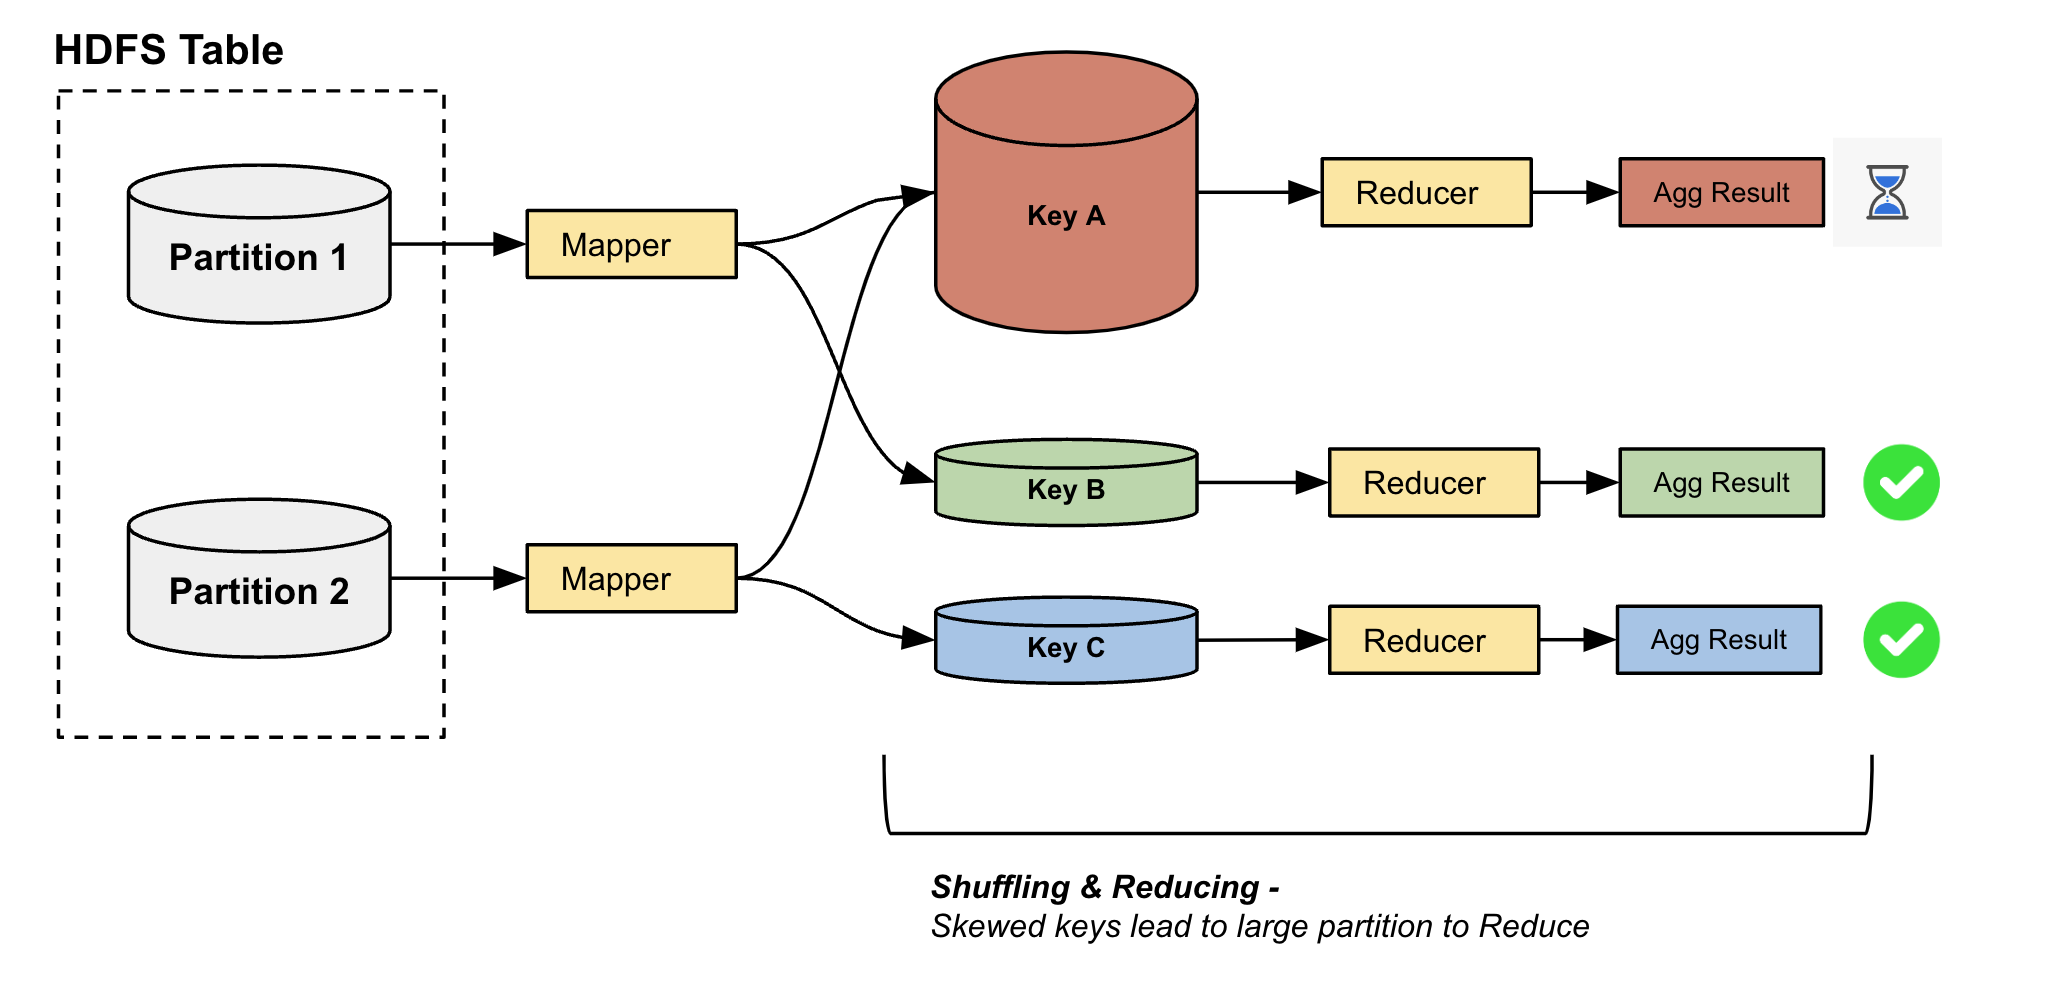 HDFS Table
Partition 1
Mapper
Key A
Reducer
Agg Result
Key B
Reducer
Agg Result
Partition 2
Mapper
Key C
Reducer
Agg Result
Shuffling & Reducing -
Skewed keys lead to large partition to Reduce